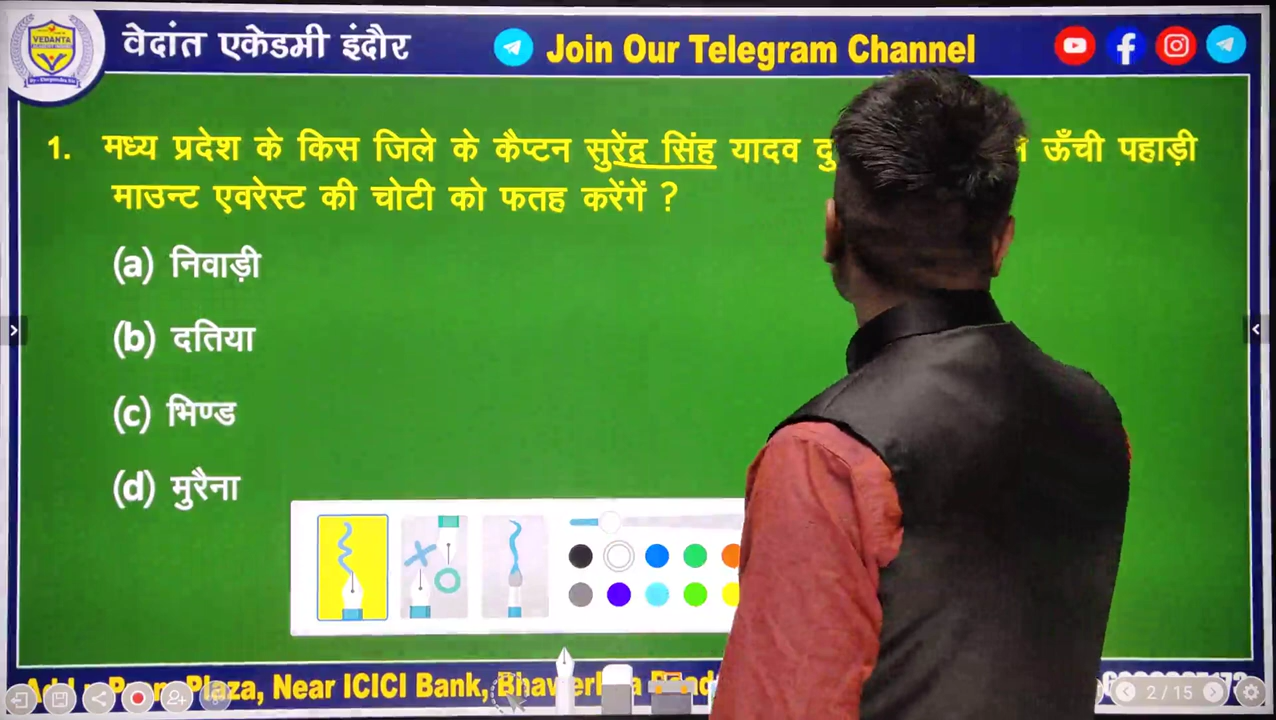 VEDANTA
वेदांत एकेडमी इंदौर
Join Our Telegram Channel
1. मध्य प्रदेश के किस जिले के कैप्टन सुरेंद्र सिंह यादव ऊँची पहाड़ी
माउन्ट एवरेस्ट की चोटी को फतह करेंगें ?
(a) निवाड़ी
(b) दतिया
(c) भिण्ड
(d) मुरैना
Plaza, Near ICICI Bank,
2 / 15